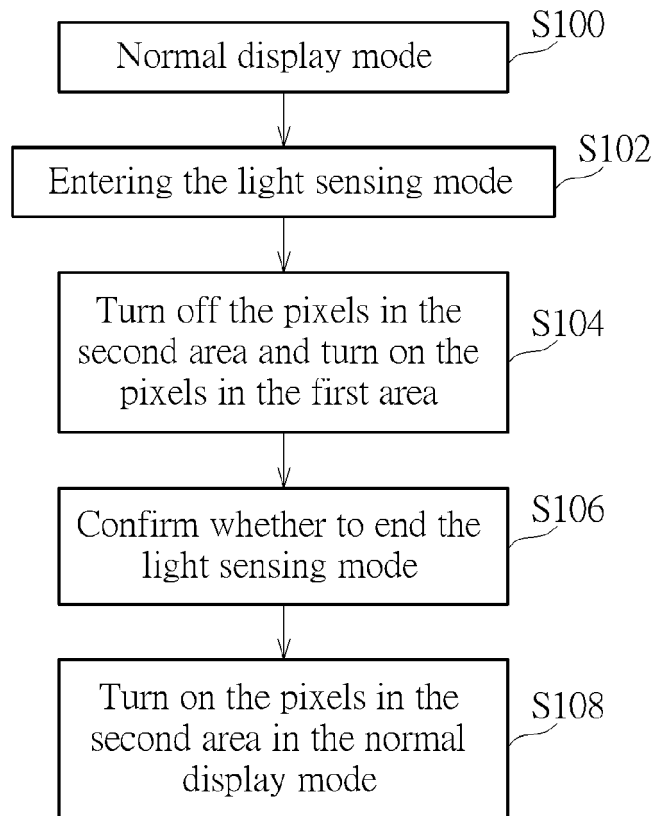 S100
Normal display mode
S102
Entering the light sensing mode
S104
Turn off the pixels in the
second area and turn on the
pixels in the first area
S106
Confirm whether to end the
light sensing mode
S108
Turn on the pixels in the
second area in the normal
display mode